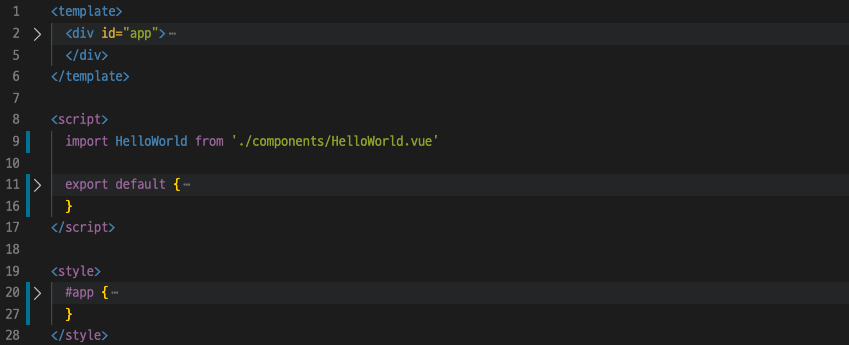 1 <template>
2 <div id="app">⋯
5 </div>
6 </template>
7
8 <script>
9 import HelloWorld from './components/HelloWorld.vue'
10
11 export default {⋯
16 }
17 </script>
18
19 <style>
20 #app {⋯
27 }
28 </style>